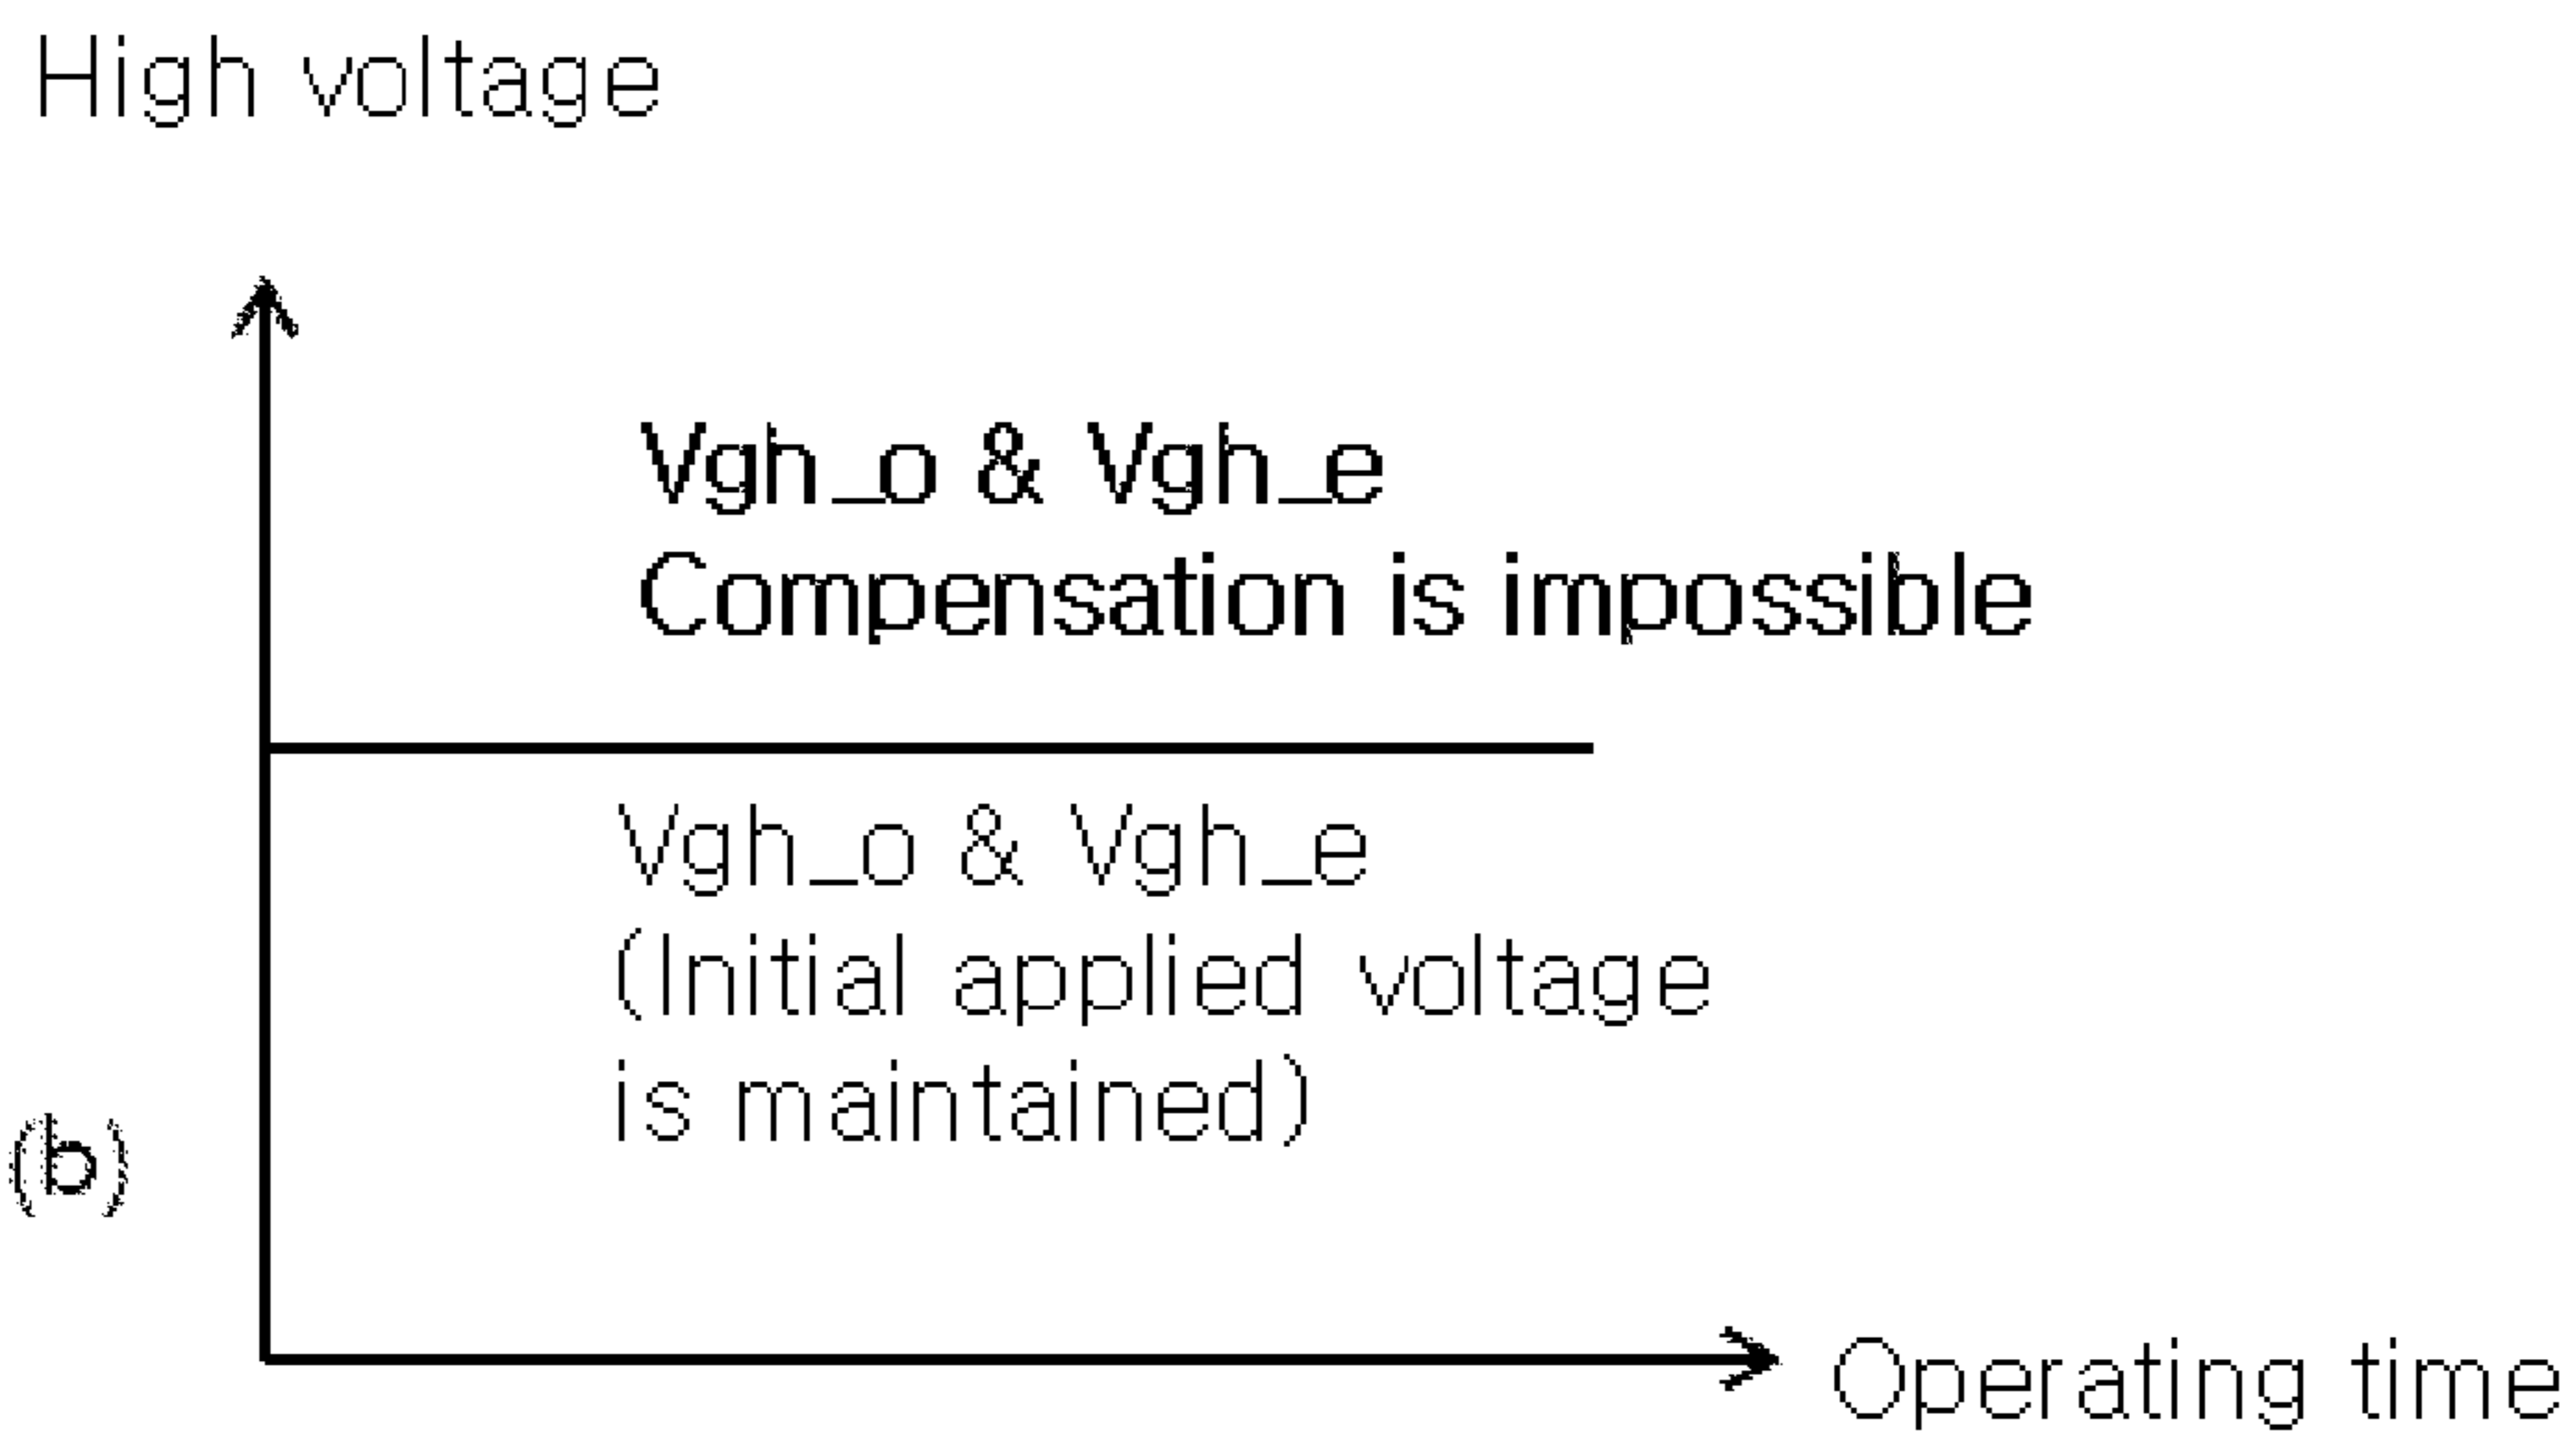 High voltage
Vgh_o & Vgh_e
Compensation is impossible
Vgh_o & Vgh_e
(Initial applied voltage
is maintained)
(b)
Operating time